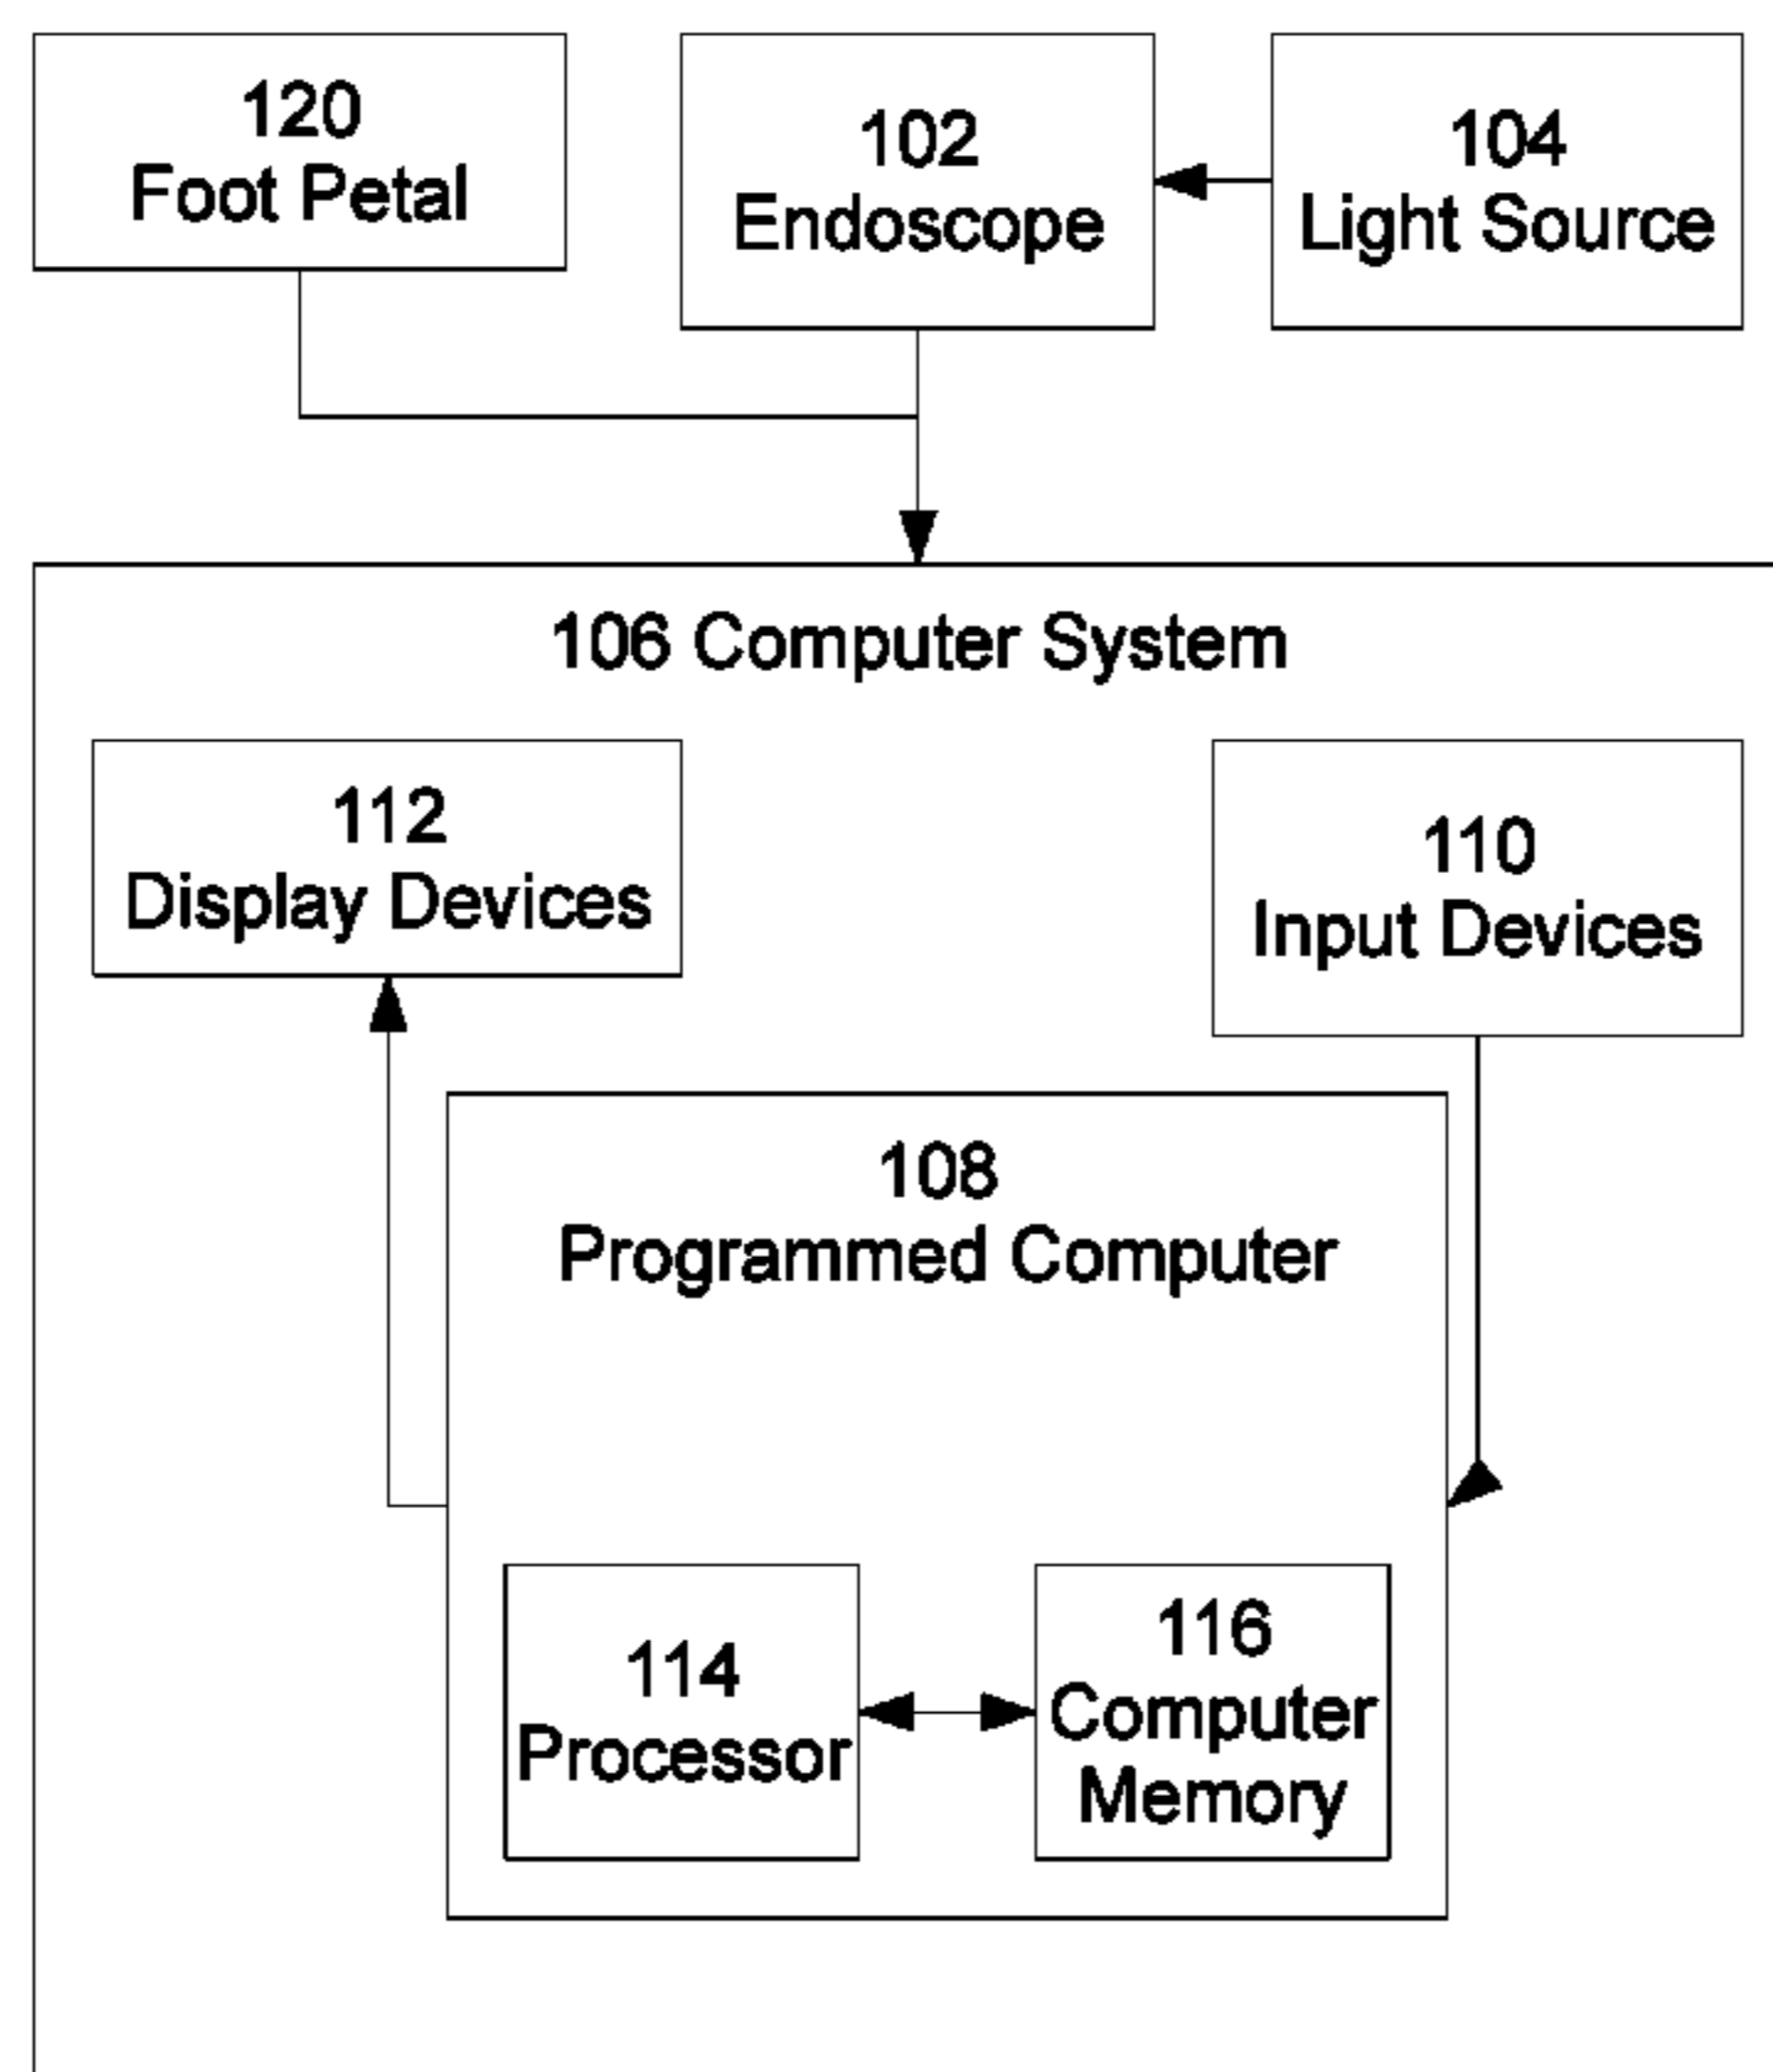 120
Foot Petal
102
Endoscope
104
Light Source
106 Computer System
112
Display Devices
110
Input Devices
108
Programmed Computer
114
Processor
116
Computer
Memory